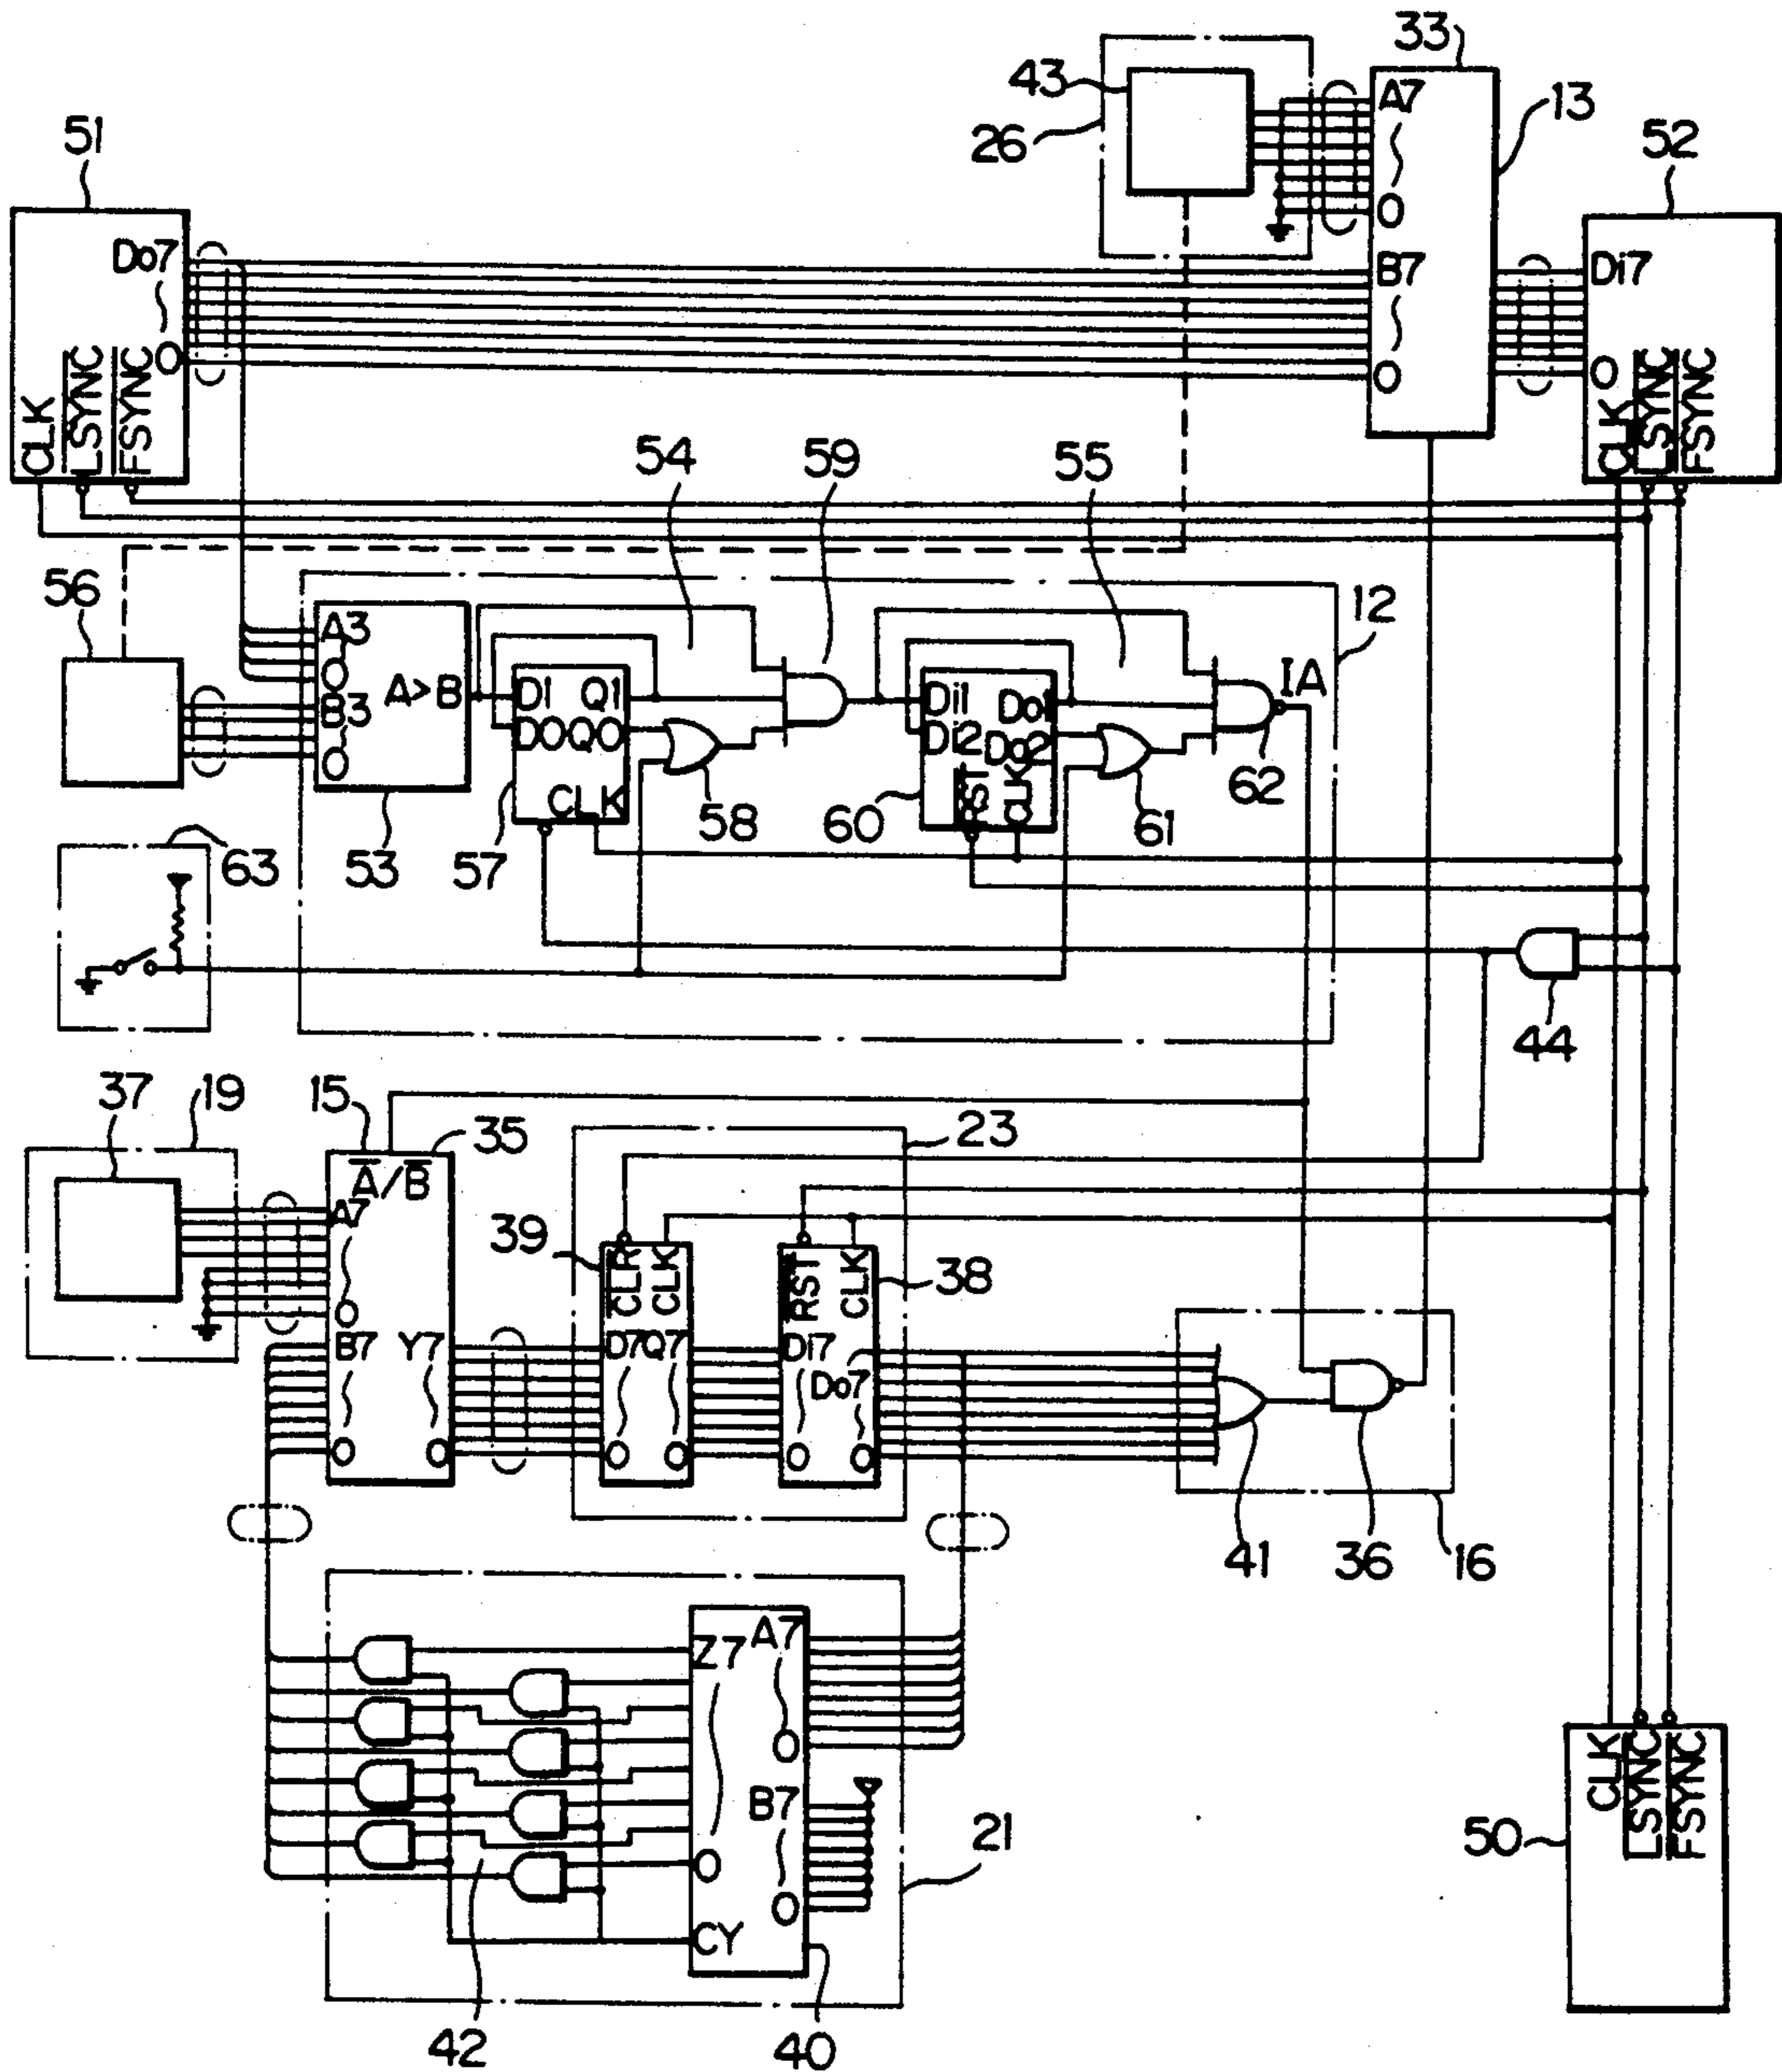 33
43
A7
13
26
51
52
O
Do7
B7
Di7
O
O
O
CLK
LSYNC
FSYNC
CLK
LSYNC
FSYNC
54
59
55
56
12
A3
O
A>B
B3
O
D1 Q1
DO QO
CLK
Di1 Do1
Di2 Do2
RST
CLK
IA
62
58
60
61
63
53
57
44
37
19
15
35
23
A/B
A7
39
CLR
CLK
RST
CLK
38
O
B7 Y7
D7 Q7
Di7
Do7
O O
O O
O O
41
36
16
Z7 A7
O
B7
O
O
CY
21
42
40
CLK
LSYNC
FSYNC
50